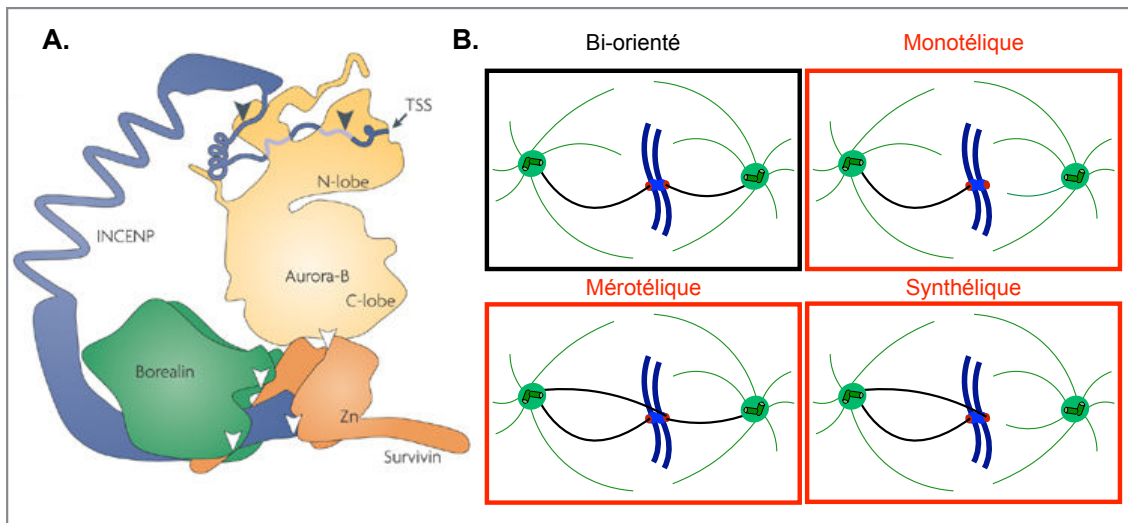 A.
TSS
N-lobe
INCENP
Aurora-B
C-lobe
Borealin
Zn
Survivin
B.
Bi-orienté
Monotélique
Mérotélique
Synthélique